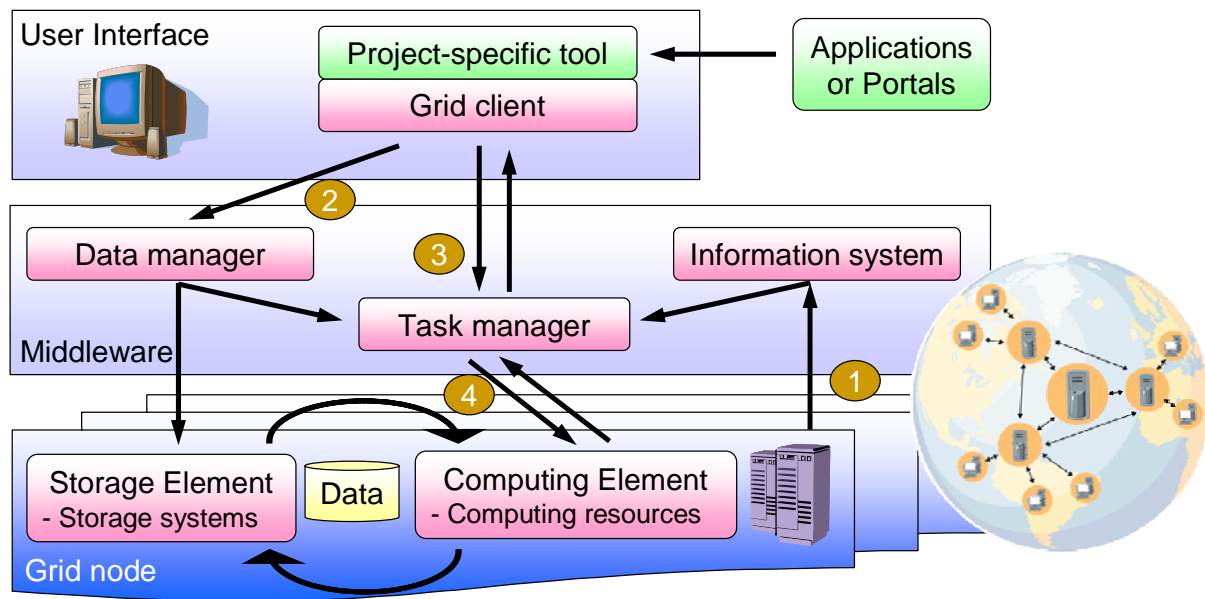 User Interface
Project-specific tool
Applications
or Portals
Grid client
2
Data manager
3
Information system
Task manager
Middleware
4
1
Storage Element
- Storage systems
Data
Computing Element
- Computing resources
Grid node